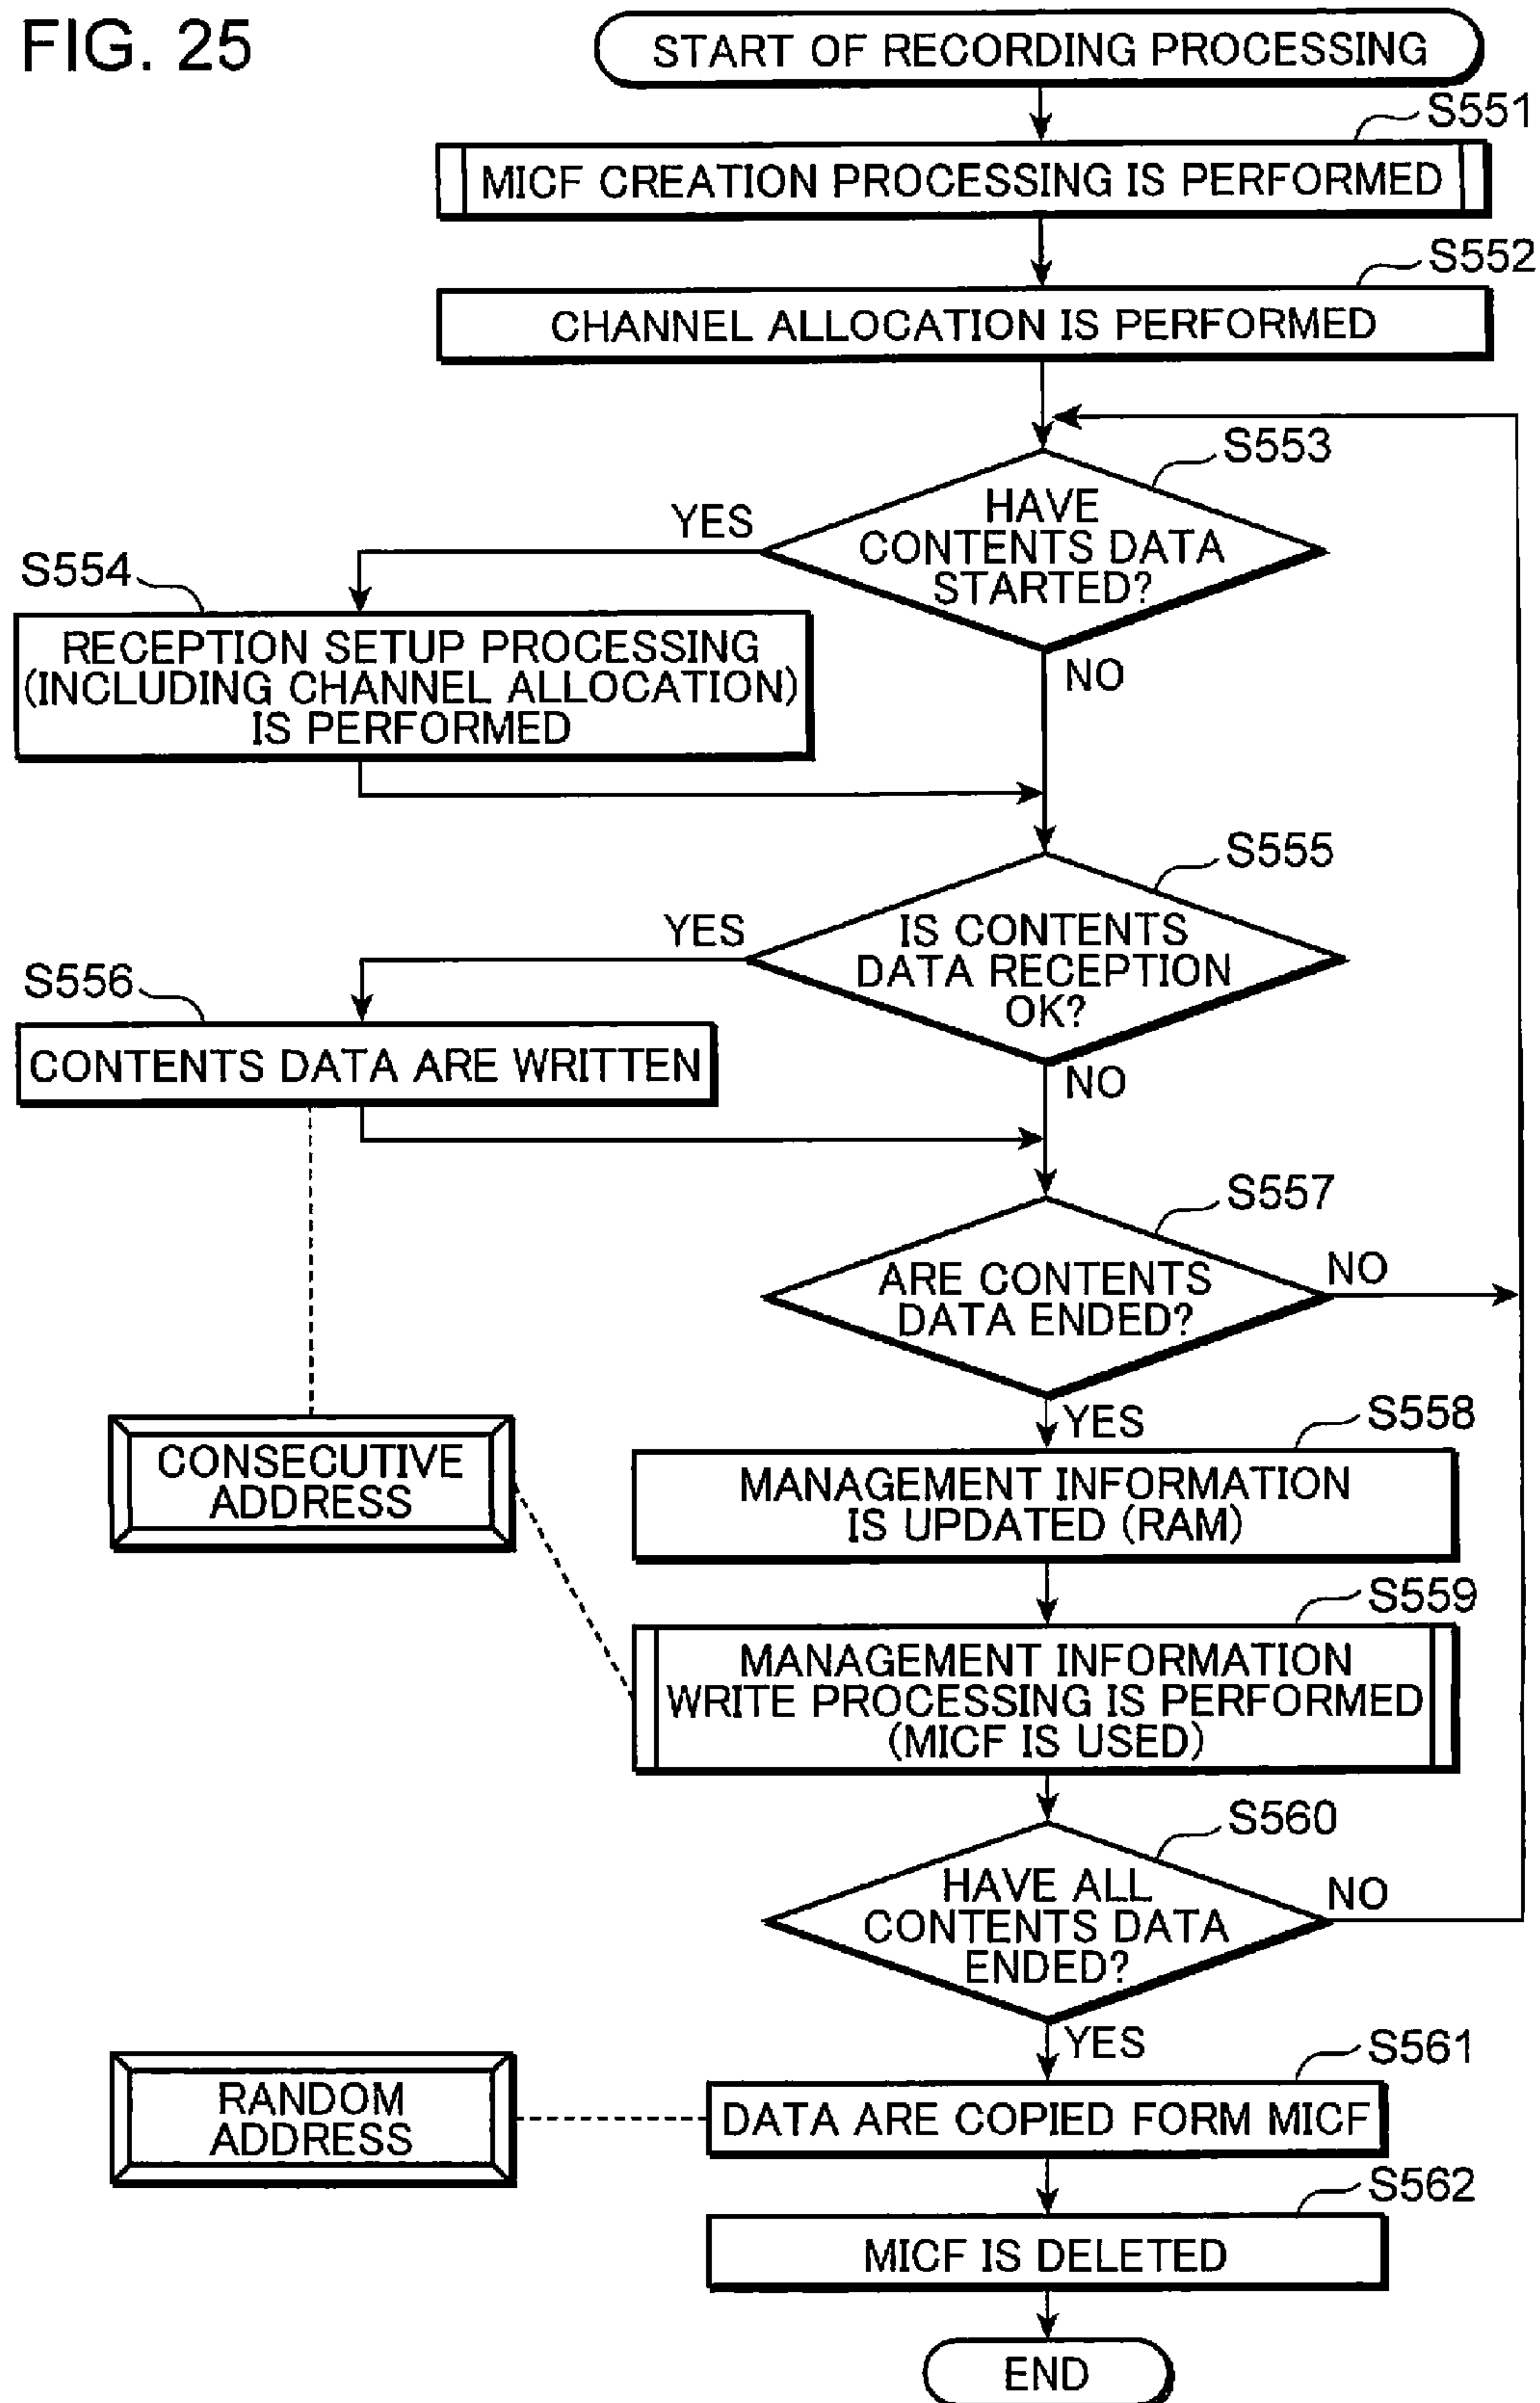 FIG. 25
START OF RECORDING PROCESSING
S551
MICF CREATION PROCESSING IS PERFORMED
S552
CHANNEL ALLOCATION IS PERFORMED
S553
HAVE
CONTENTS DATA
STARTED?
YES
NO
S554
RECEPTION SETUP PROCESSING
(INCLUDING CHANNEL ALLOCATION)
IS PERFORMED
S555
IS CONTENTS
DATA RECEPTION
OK?
YES
NO
S556
CONTENTS DATA ARE WRITTEN
S557
ARE CONTENTS
DATA ENDED?
NO
YES
CONSECUTIVE
ADDRESS
S558
MANAGEMENT INFORMATION
IS UPDATED (RAM)
S559
MANAGEMENT INFORMATION
WRITE PROCESSING IS PERFORMED
(MICF IS USED)
S560
HAVE ALL
CONTENTS DATA
ENDED?
NO
YES
RANDOM
ADDRESS
S561
DATA ARE COPIED FORM MICF
S562
MICF IS DELETED
END